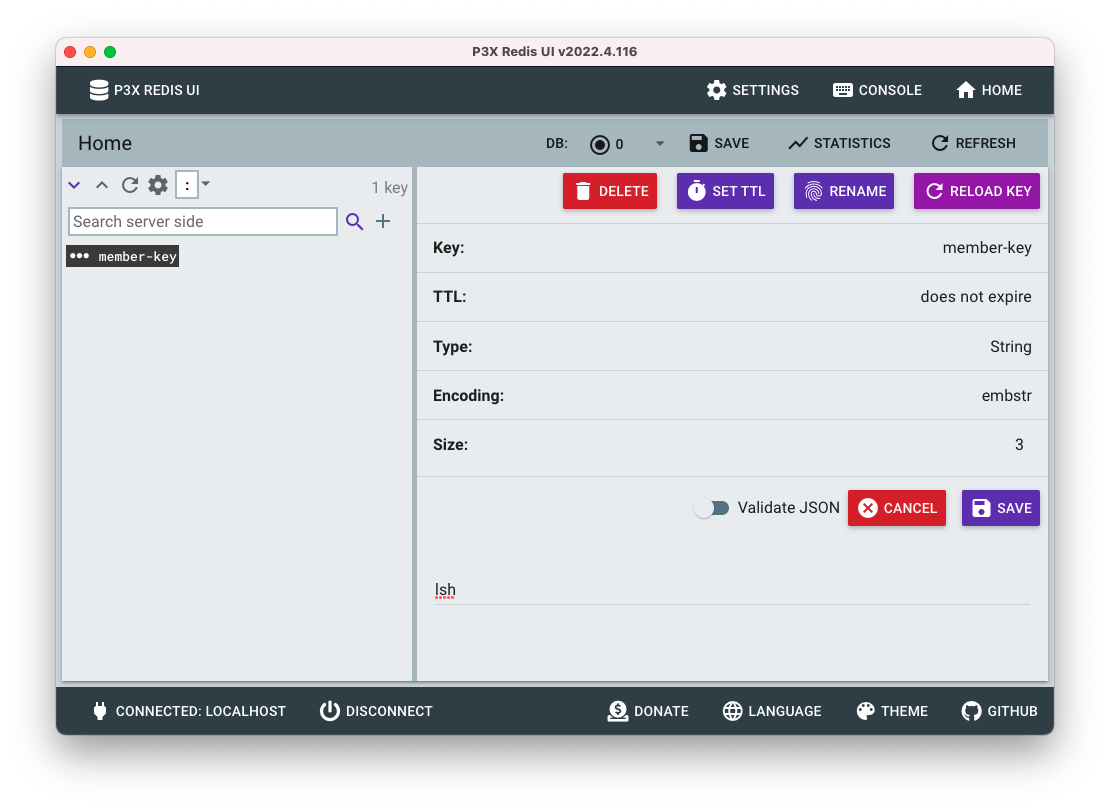 P3X Redis UI v2022.4.116
P3X REDIS UI SETTINGS CONSOLE HOME
Home DB: 0 SAVE STATISTICS REFRESH
: 1 key DELETE SET TTL RENAME RELOAD KEY
Search server side
Key: member-key
member-key
TTL: does not expire
Type: String
Encoding: embstr
Size: 3
Validate JSON CANCEL SAVE
lsh
CONNECTED: LOCALHOST DISCONNECT DONATE LANGUAGE THEME GITHUB